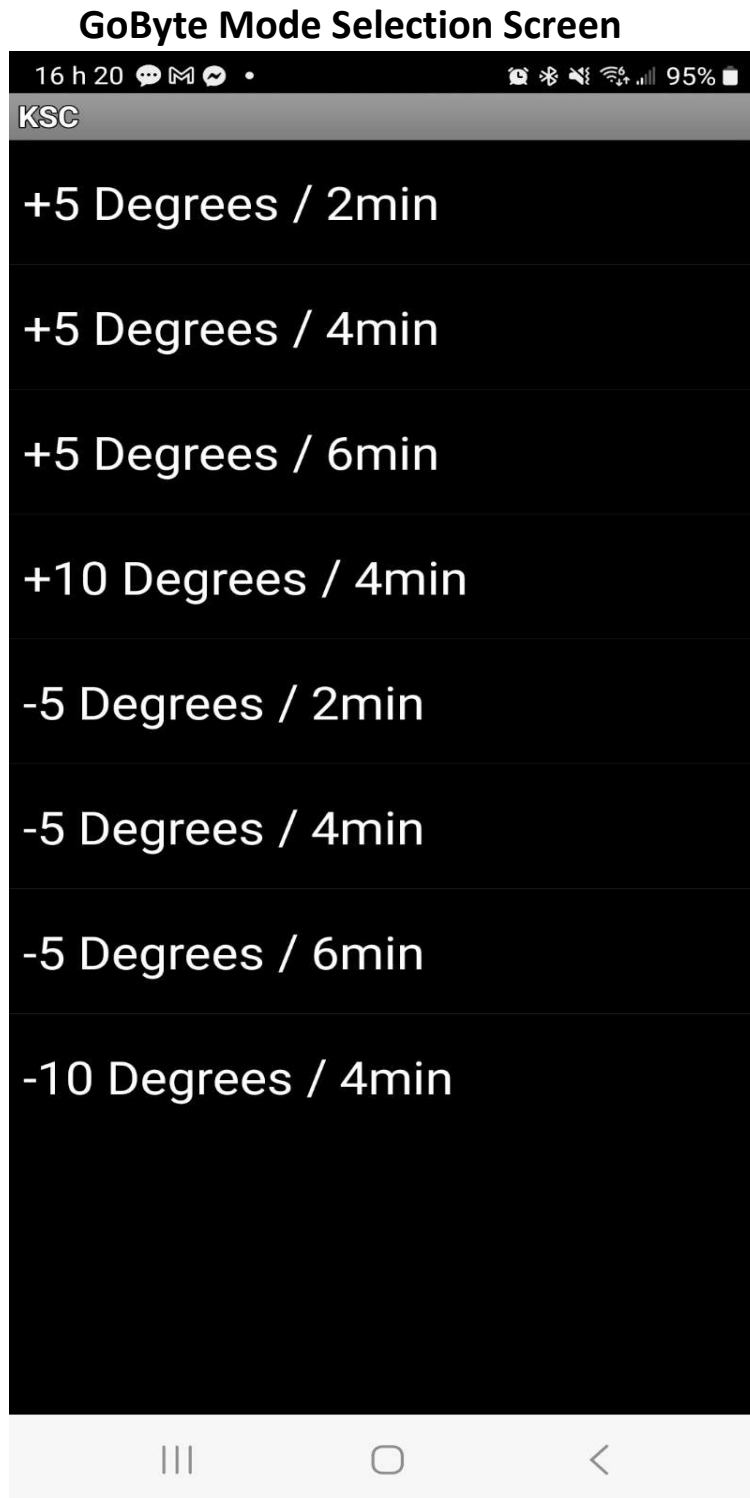 GoByte Mode Selection Screen
16 h 20 95%
KSC
+5 Degrees / 2min
+5 Degrees / 4min
+5 Degrees / 6min
+10 Degrees / 4min
-5 Degrees / 2min
-5 Degrees / 4min
-5 Degrees / 6min
-10 Degrees / 4min